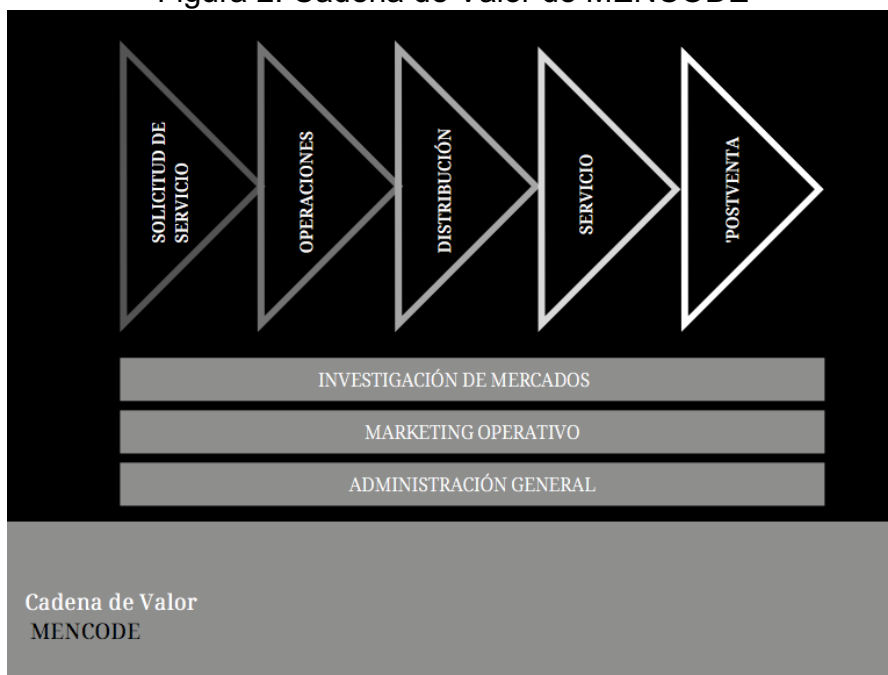 Figura 2. Cadena de Valor de MENCODE
SOLICITUD DE
SERVICIO
OPERACIONES
DISTRIBUCIÓN
SERVICIO
'POSTVENTA
INVESTIGACIÓN DE MERCADOS
MARKETING OPERATIVO
ADMINISTRACIÓN GENERAL
Cadena de Valor
MENCODE